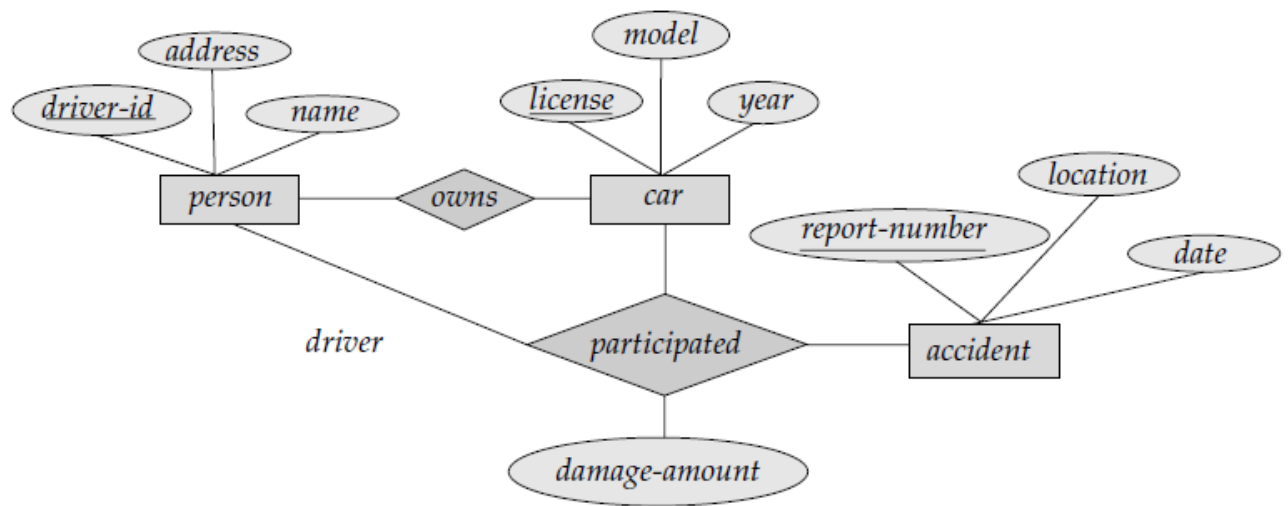 model
address
driver-id
name
license
year
location
person
owns
car
report-number
date
driver
participated
accident
damage-amount